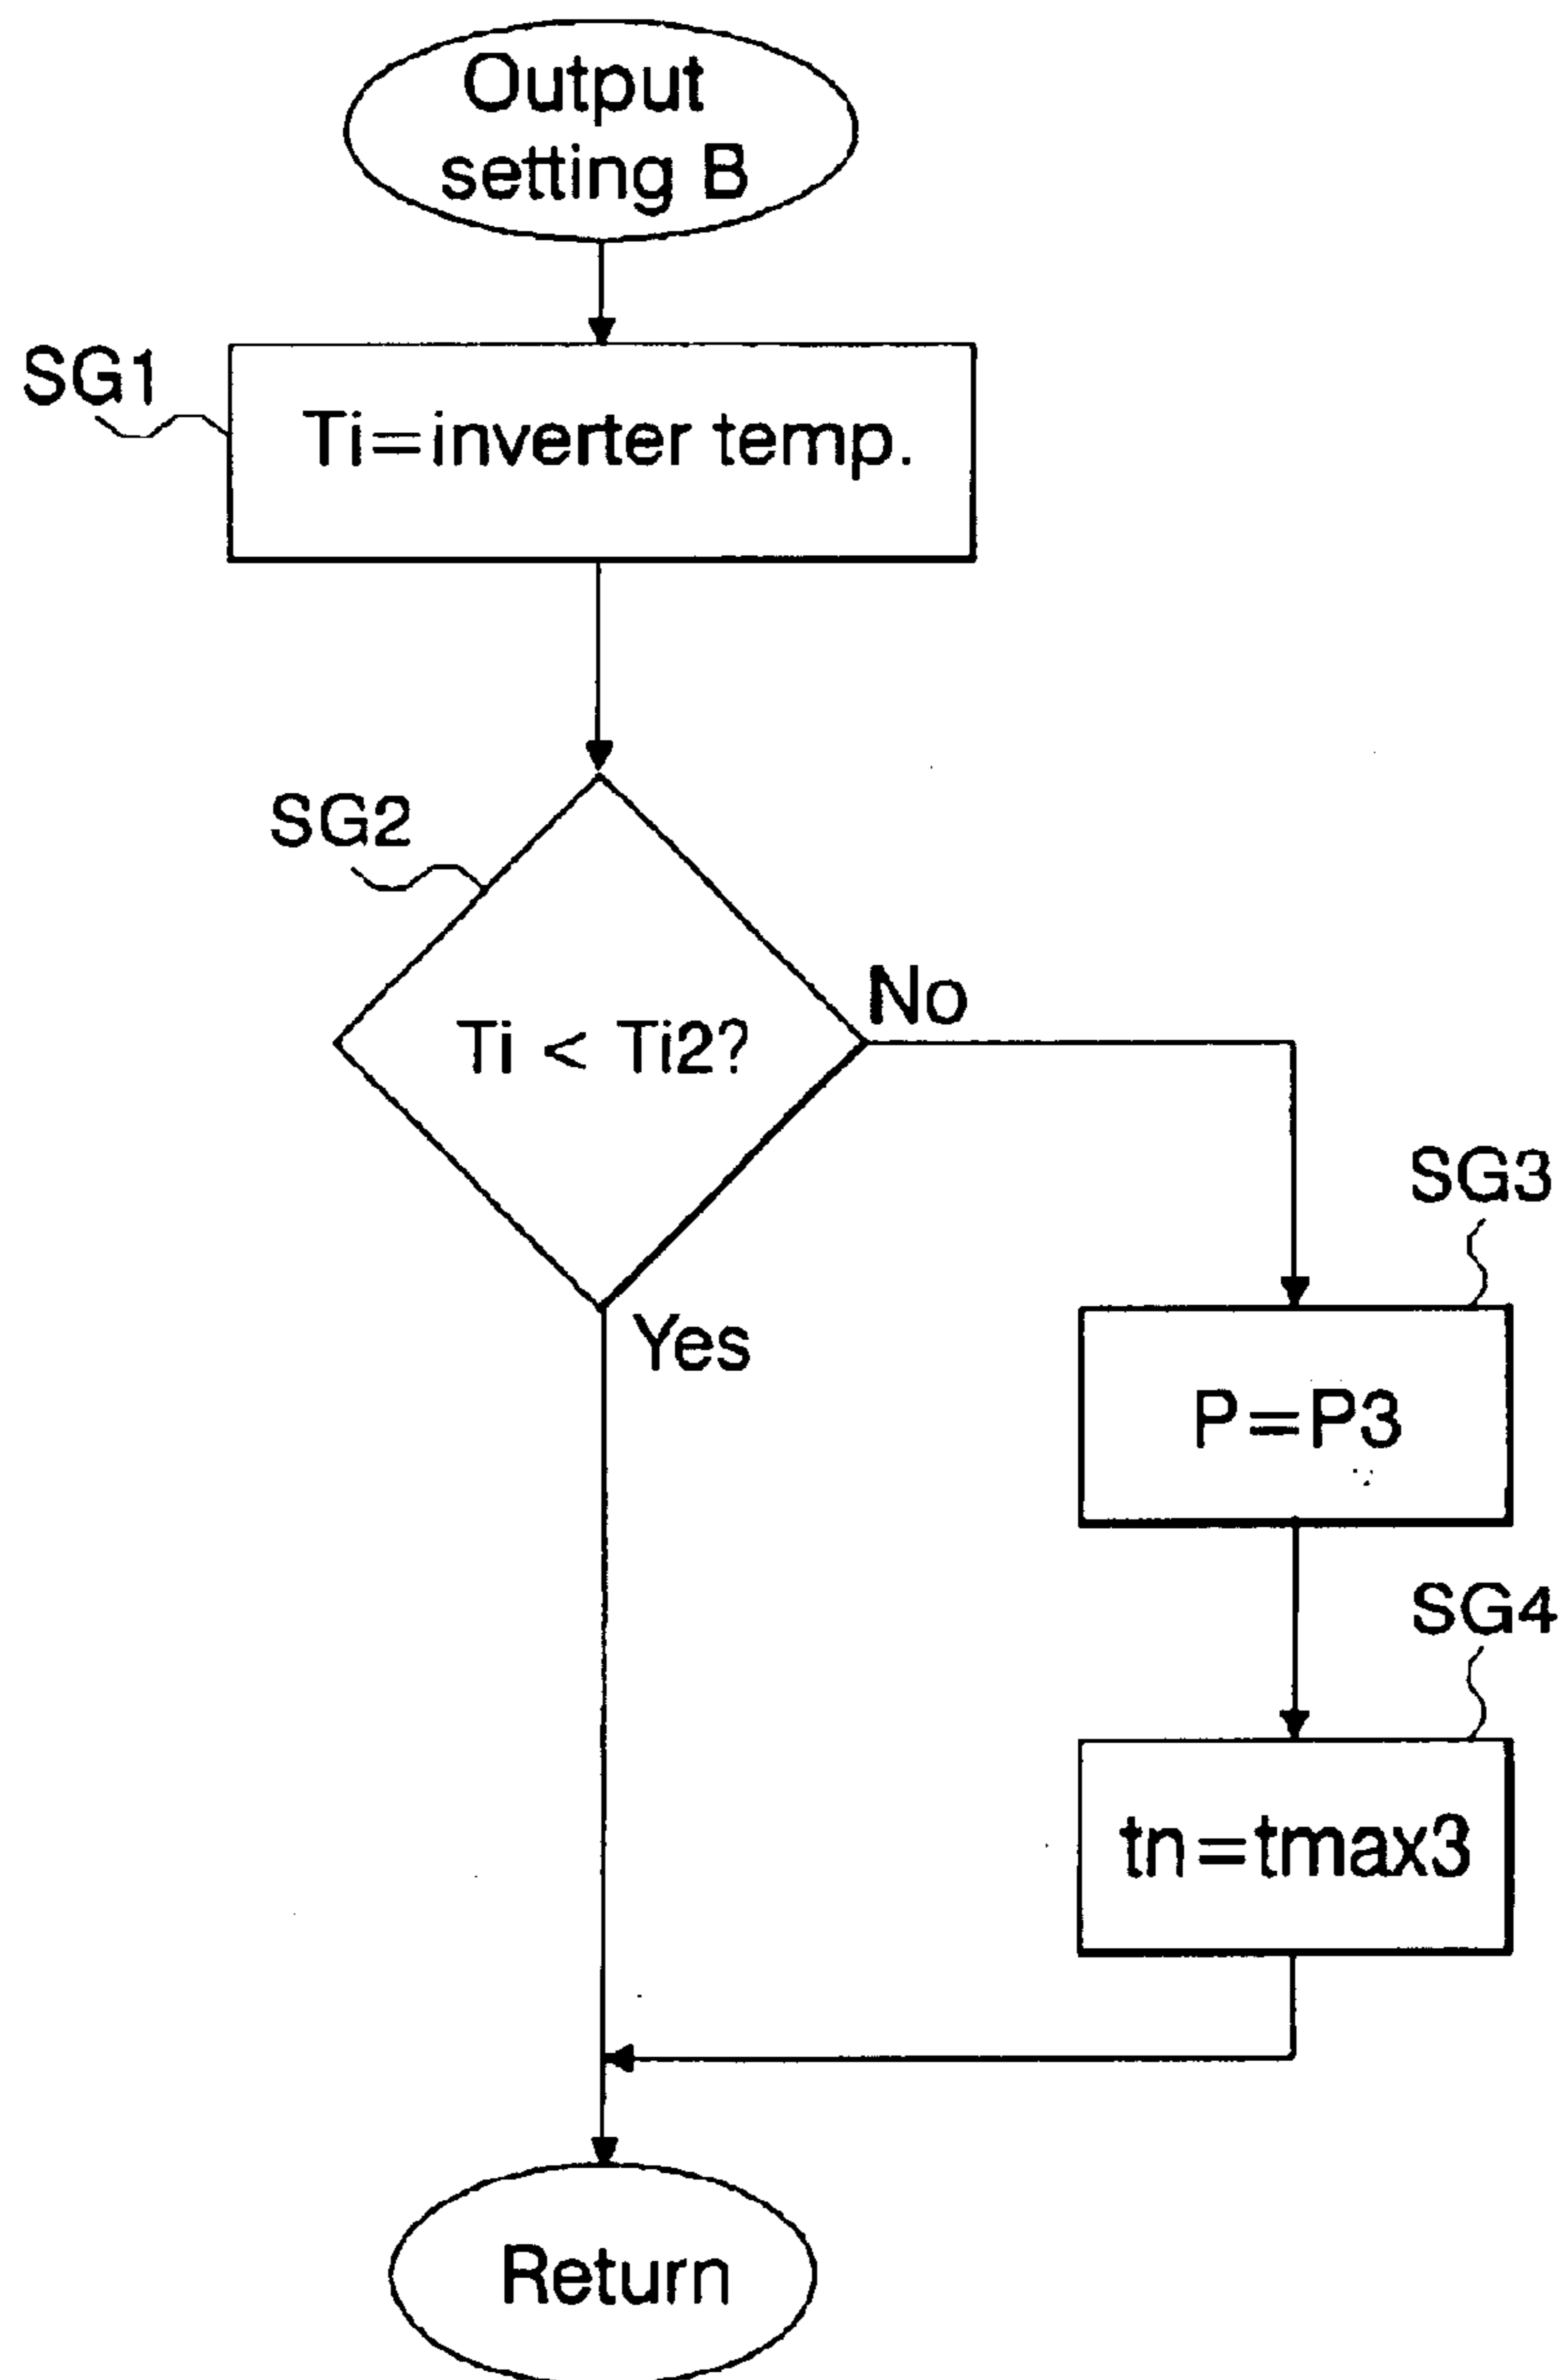 Output
setting B
SG1
Ti=inverter temp.
SG2
Ti < Ti2?
No
Yes
SG3
P=P3
SG4
tn=tmax3
Return